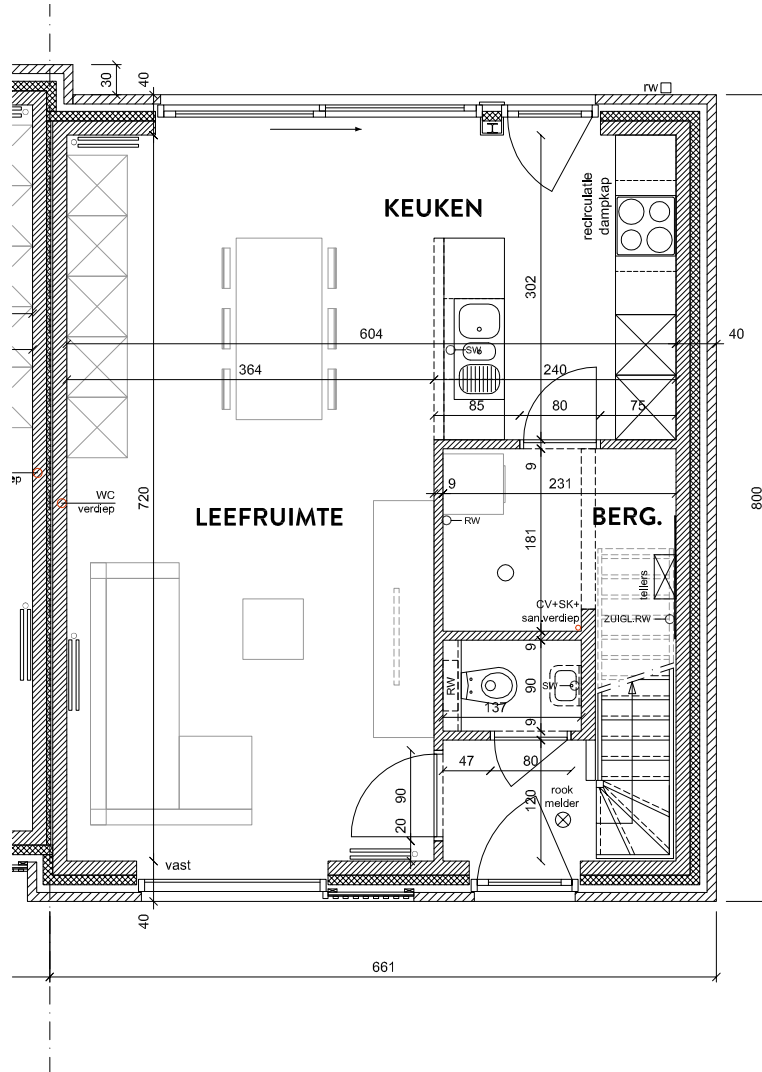 30
40
rw
KEUKEN
recirculatie
dampkap
302
604
40
SW
364
240
85
80
75
9
9
231
WC
verdiep
720
LEEFRUIMTE
RW
181
BERG.
800
tellers
CV+SK+
san.verdiep
ZUIGL.RW
ep
9
RW
90
SW
137
9
47
80
90
rook
melder
120
20
vast
40
661